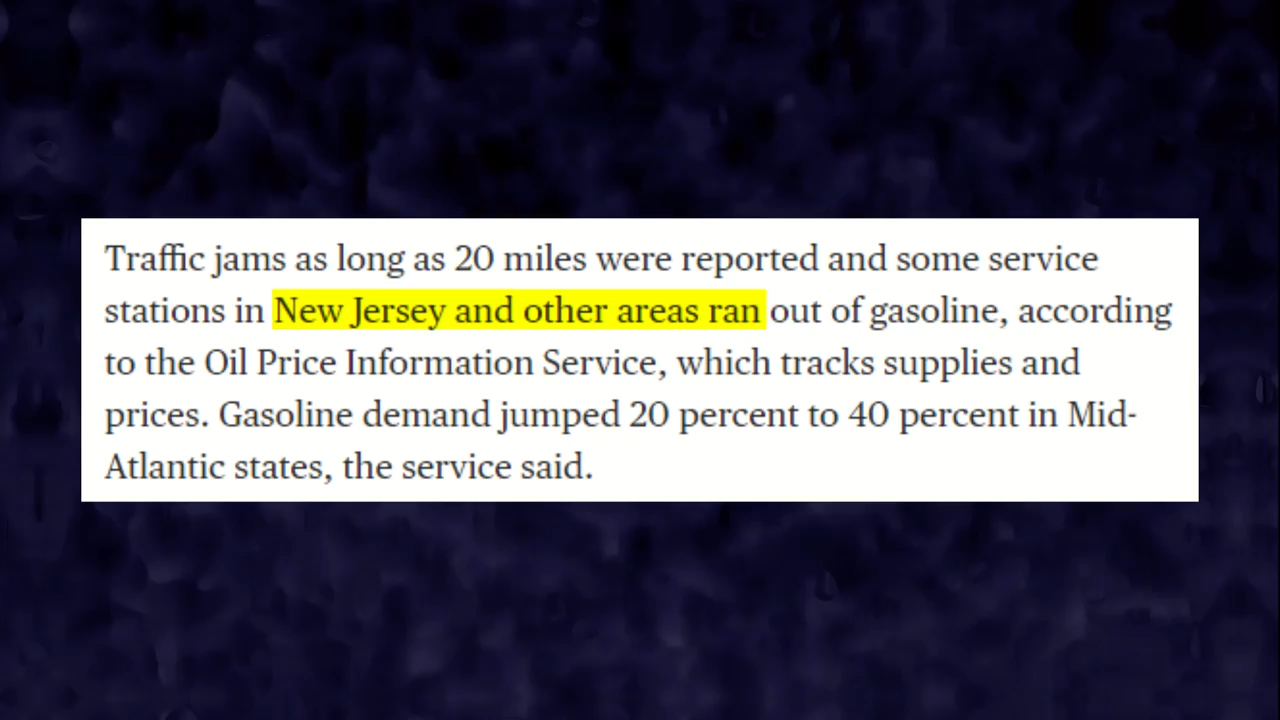 Traffic jams as long as 20 miles were reported and some service
stations in New Jersey and other areas ran out of gasoline, according
to the Oil Price Information Service, which tracks supplies and
prices. Gasoline demand jumped 20 percent to 40 percent in Mid-
Atlantic states, the service said.